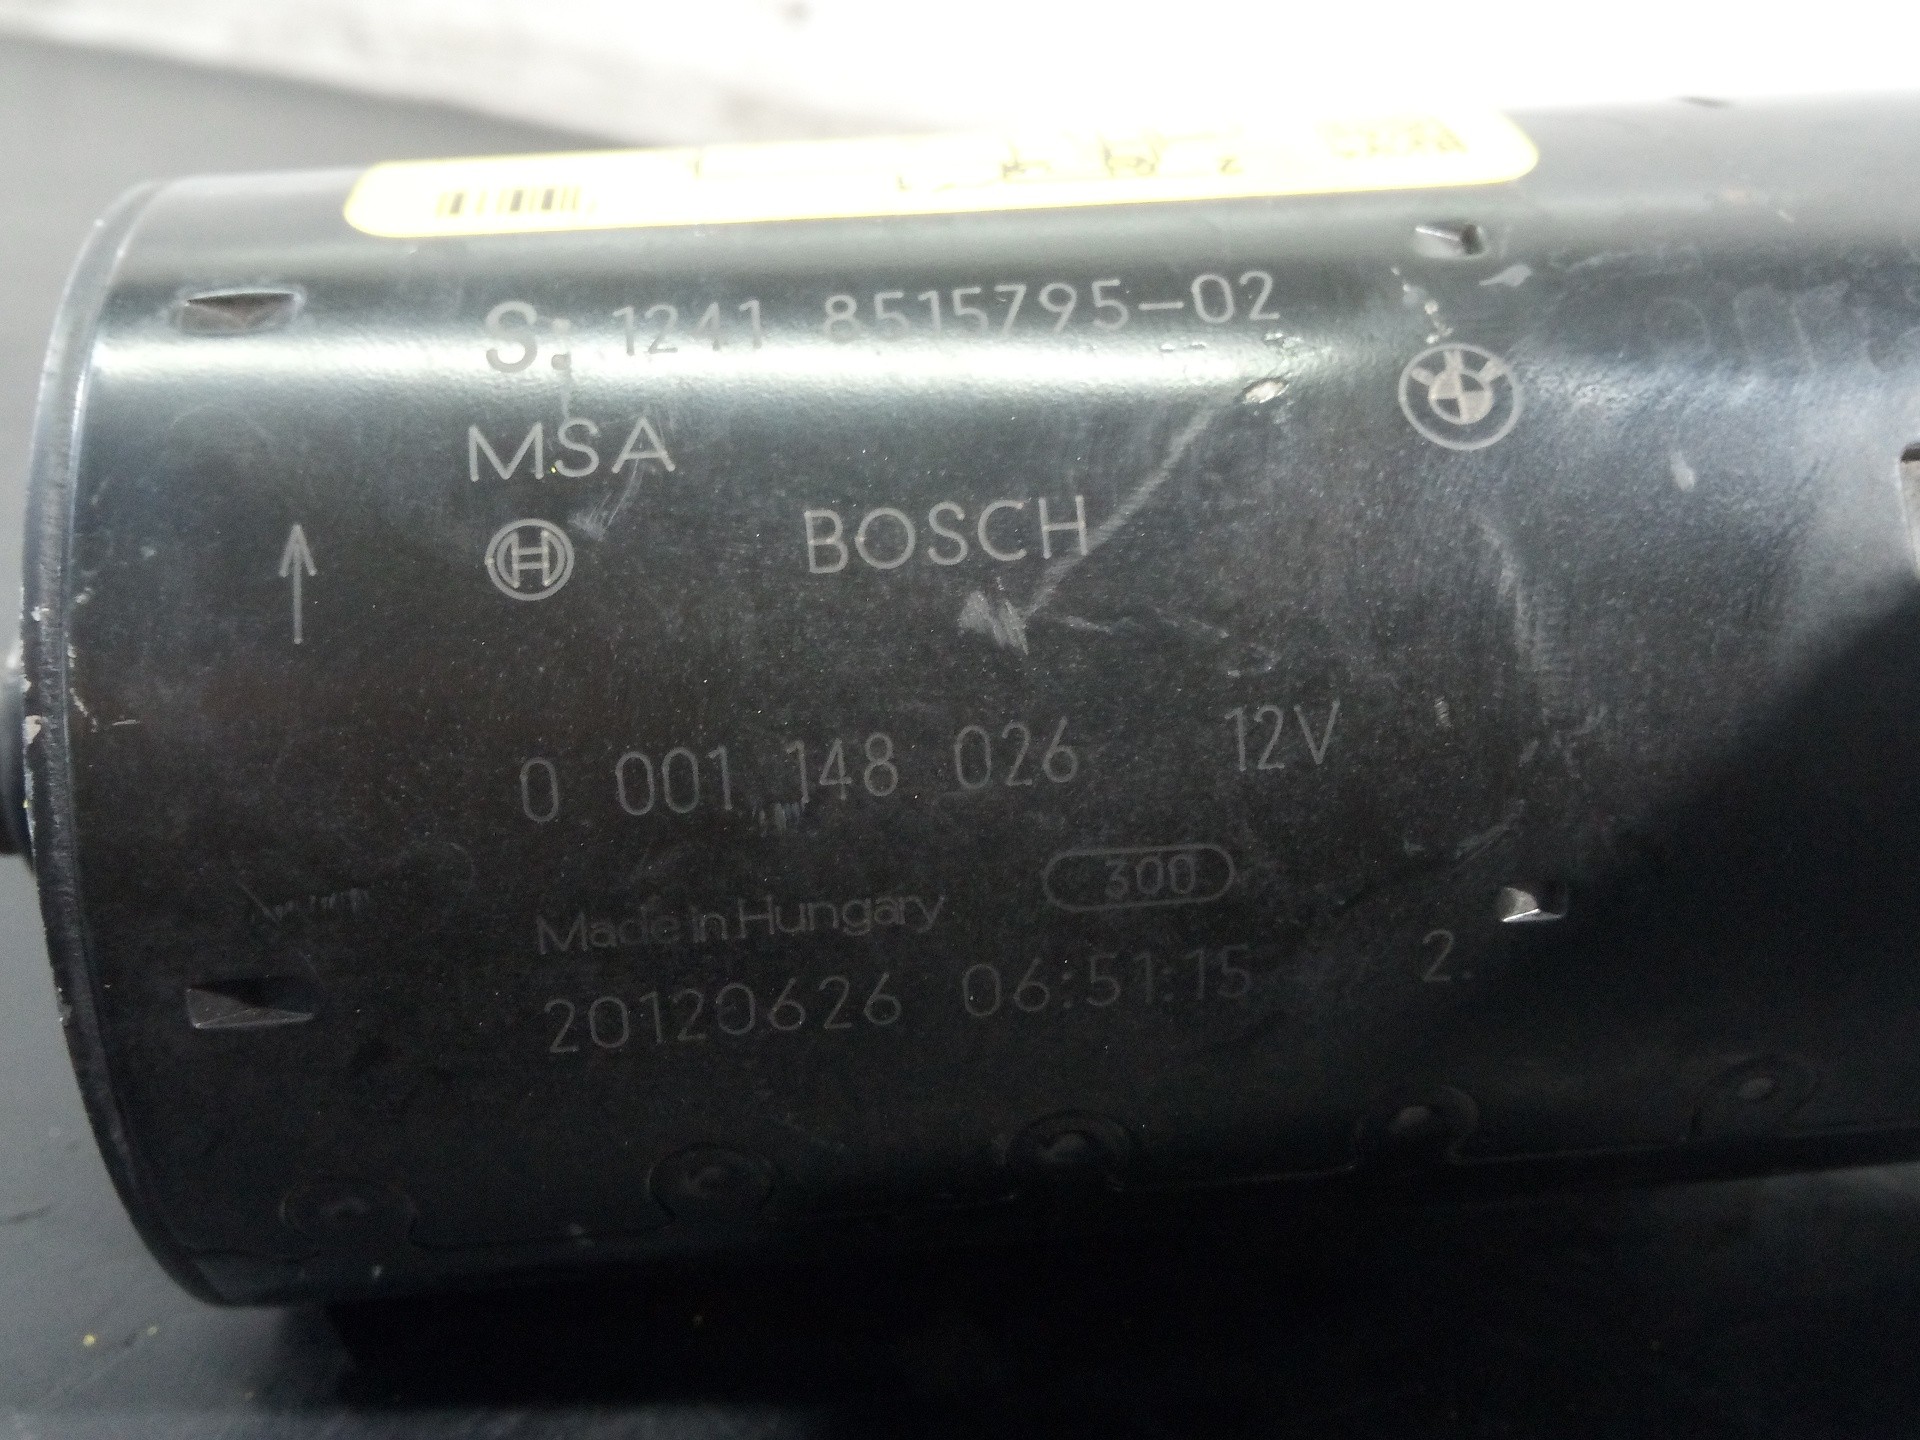 S: 1241 8515795-02
MSA
BOSCH
0 001 148 026 12V
300
Made in Hungary
20120626 06:51:15 2.